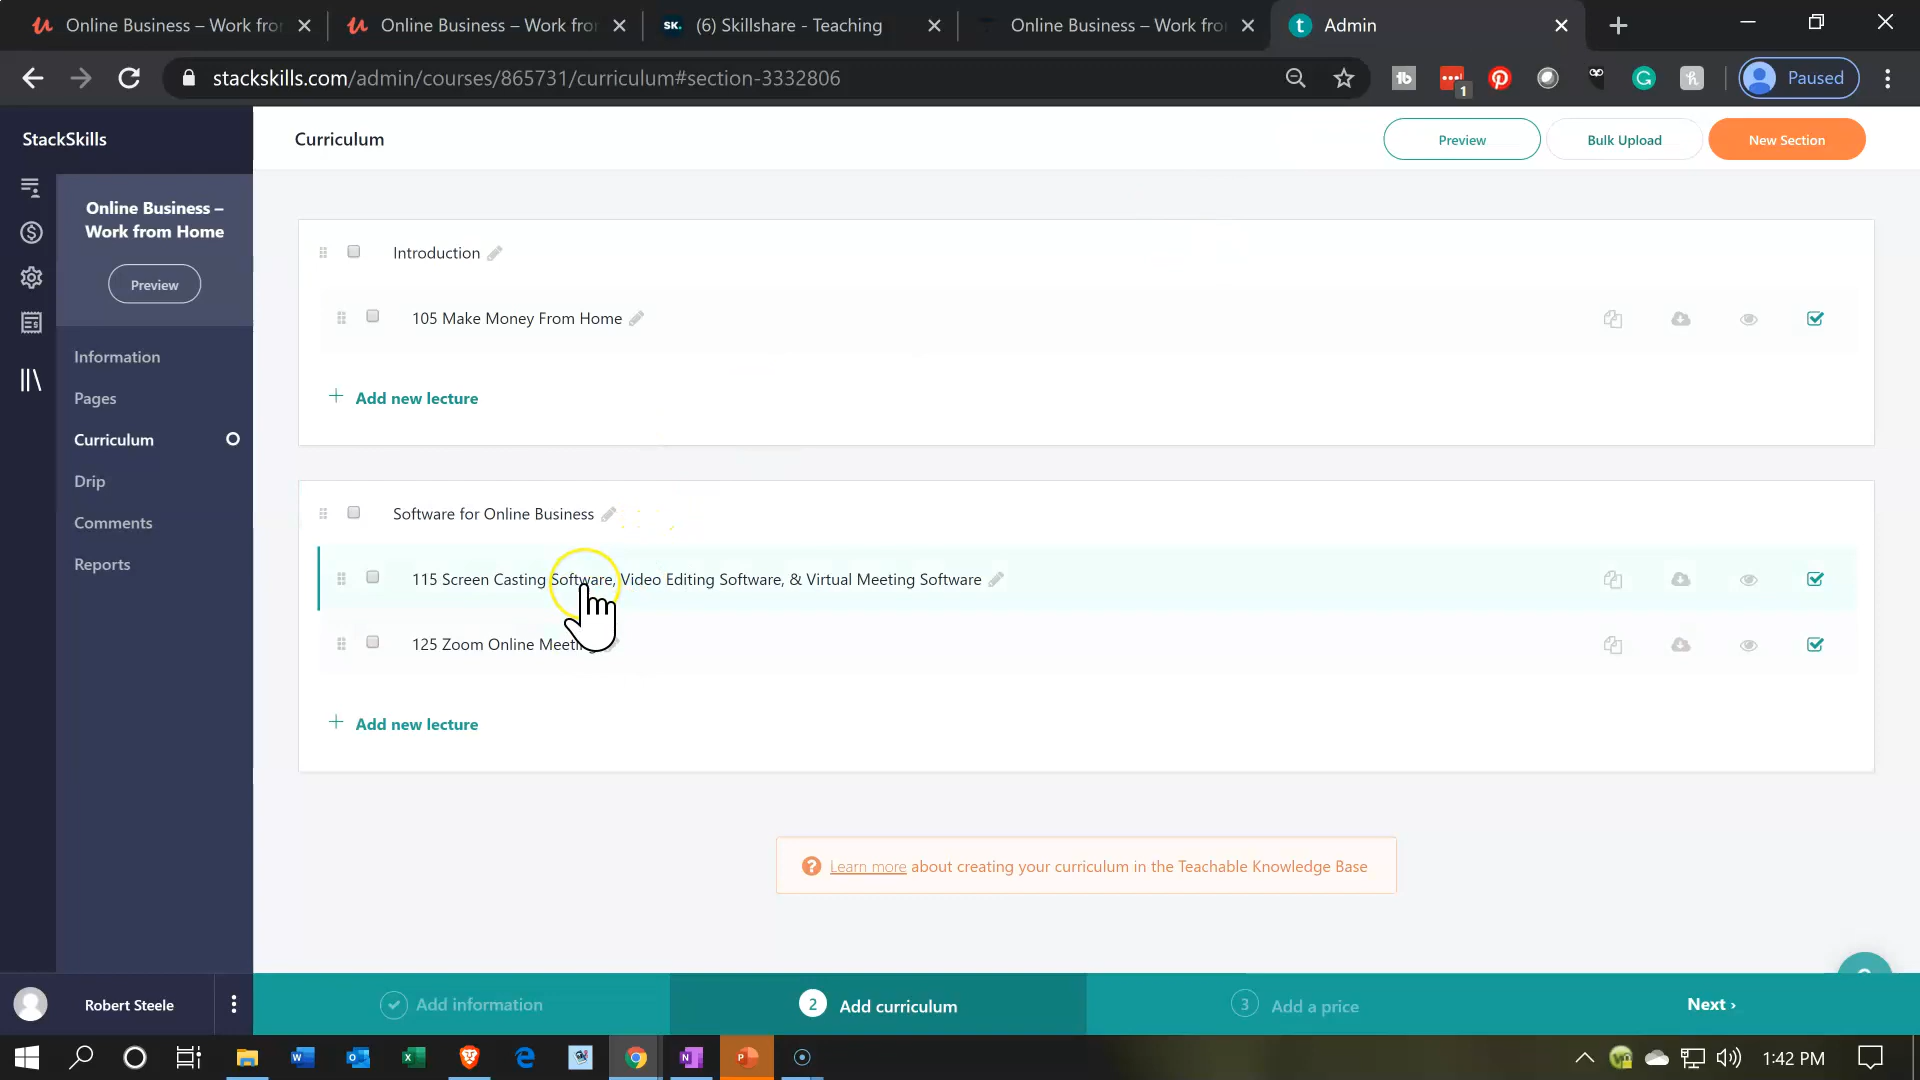 Online Business – Work fro
Online Business – Work fro
SK. (6) Skillshare - Teaching
Online Business – Work fro
t Admin
stackskills.com/admin/courses/865731/curriculum#section-3332806
1
Paused
StackSkills
Curriculum
Preview
Bulk Upload
New Section
Online Business –
Work from Home
Preview
Information
Pages
Curriculum
Drip
Comments
Reports
Introduction
105 Make Money From Home
Add new lecture
Software for Online Business
115 Screen Casting Software, Video Editing Software, & Virtual Meeting Software
125 Zoom Online Meeting
Add new lecture
? Learn more about creating your curriculum in the Teachable Knowledge Base
Robert Steele
Add information
2 Add curriculum
3 Add a price
Next ›
1:42 PM